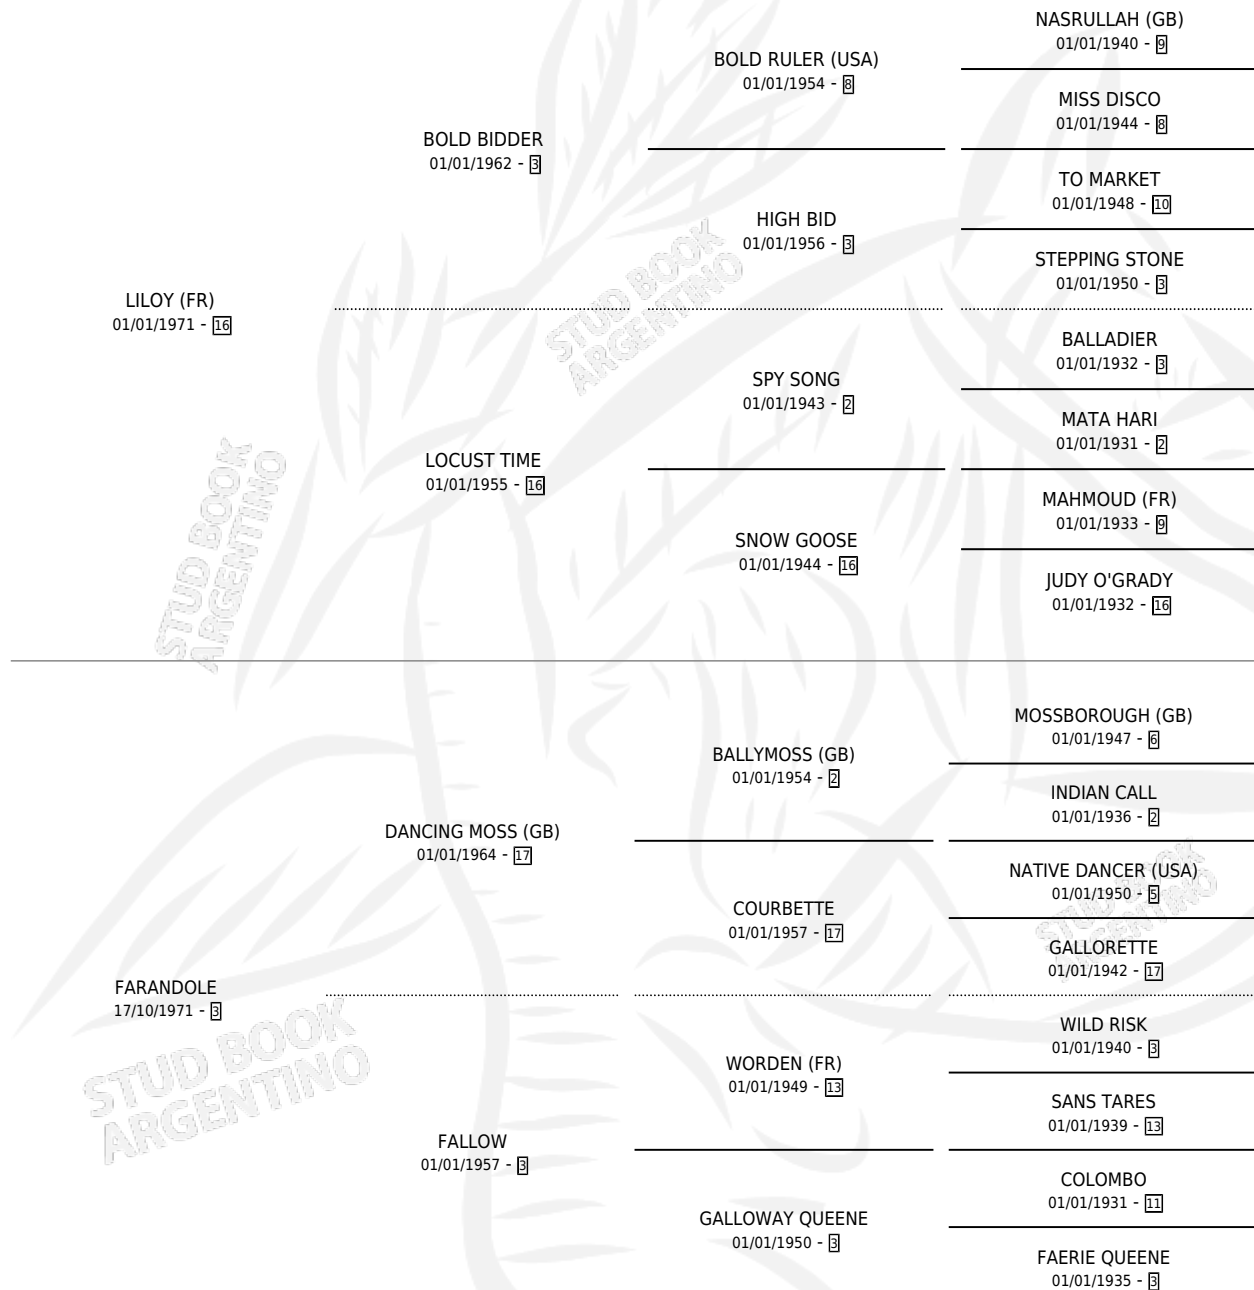 NASRULLAH (GB)
01/01/1940 - 9
BOLD RULER (USA)
01/01/1954 - 8
MISS DISCO
01/01/1944 - 8
BOLD BIDDER
01/01/1962 - 3
TO MARKET
01/01/1948 - 10
HIGH BID
01/01/1956 - 3
STEPPING STONE
01/01/1950 - 3
LILOY (FR)
01/01/1971 - 16
BALLADIER
01/01/1932 - 3
SPY SONG
01/01/1943 - 2
MATA HARI
01/01/1931 - 2
LOCUST TIME
01/01/1955 - 16
MAHMOUD (FR)
01/01/1933 - 9
SNOW GOOSE
01/01/1944 - 16
JUDY O'GRADY
01/01/1932 - 16
MOSSBOROUGH (GB)
01/01/1947 - 6
BALLYMOSS (GB)
01/01/1954 - 2
INDIAN CALL
01/01/1936 - 2
DANCING MOSS (GB)
01/01/1964 - 17
NATIVE DANCER (USA)
01/01/1950 - 5
COURBETTE
01/01/1957 - 17
GALLORETTE
01/01/1942 - 17
FARANDOLE
17/10/1971 - 3
WILD RISK
01/01/1940 - 3
WORDEN (FR)
01/01/1949 - 13
SANS TARES
01/01/1939 - 13
FALLOW
01/01/1957 - 3
COLOMBO
01/01/1931 - 11
GALLOWAY QUEENE
01/01/1950 - 3
FAERIE QUEENE
01/01/1935 - 3
STUD BOOK
ARGENTINO
STUD BOOK
ARGENTINO
STUD BOOK
ARGENTINO
STUD BOOK
ARGENTINO